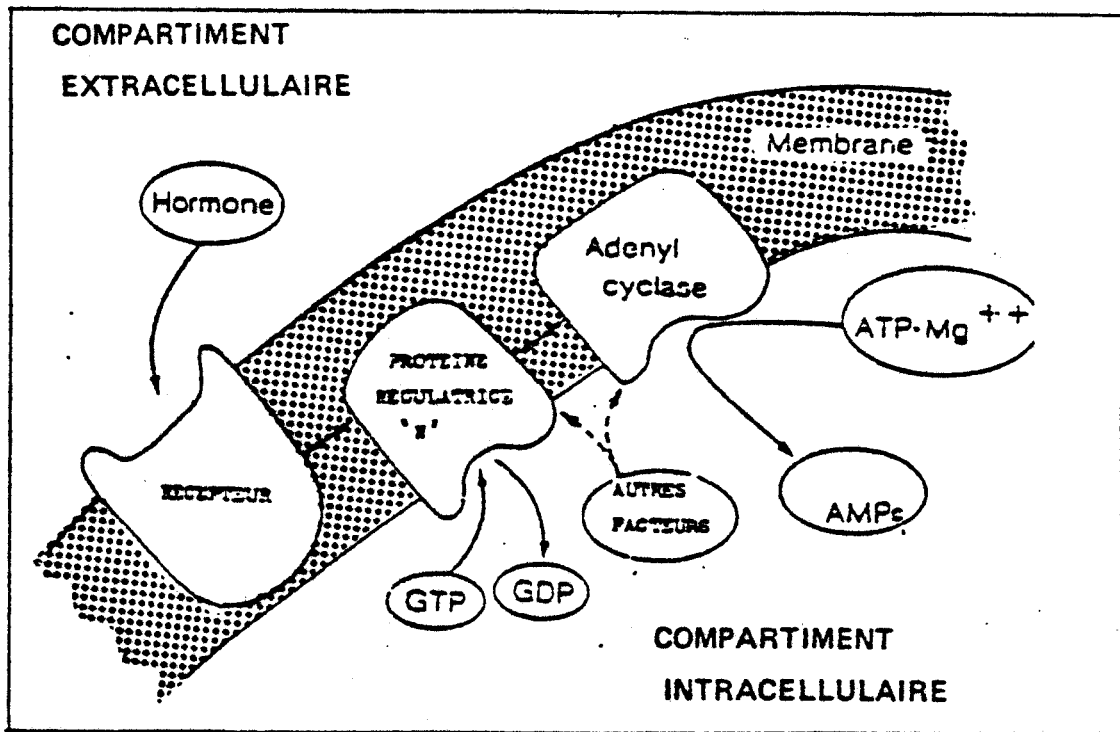 COMPARTIMENT
EXTRACELLULAIRE
Membrane
Hormone
Adenyl
cyclase
ATP-Mg ++
PROTEINE
REGULATRICE
'N'
RECEPTEUR
AUTRES
FACTEURS
AMPc
GTP
GDP
COMPARTIMENT
INTRACELLULAIRE